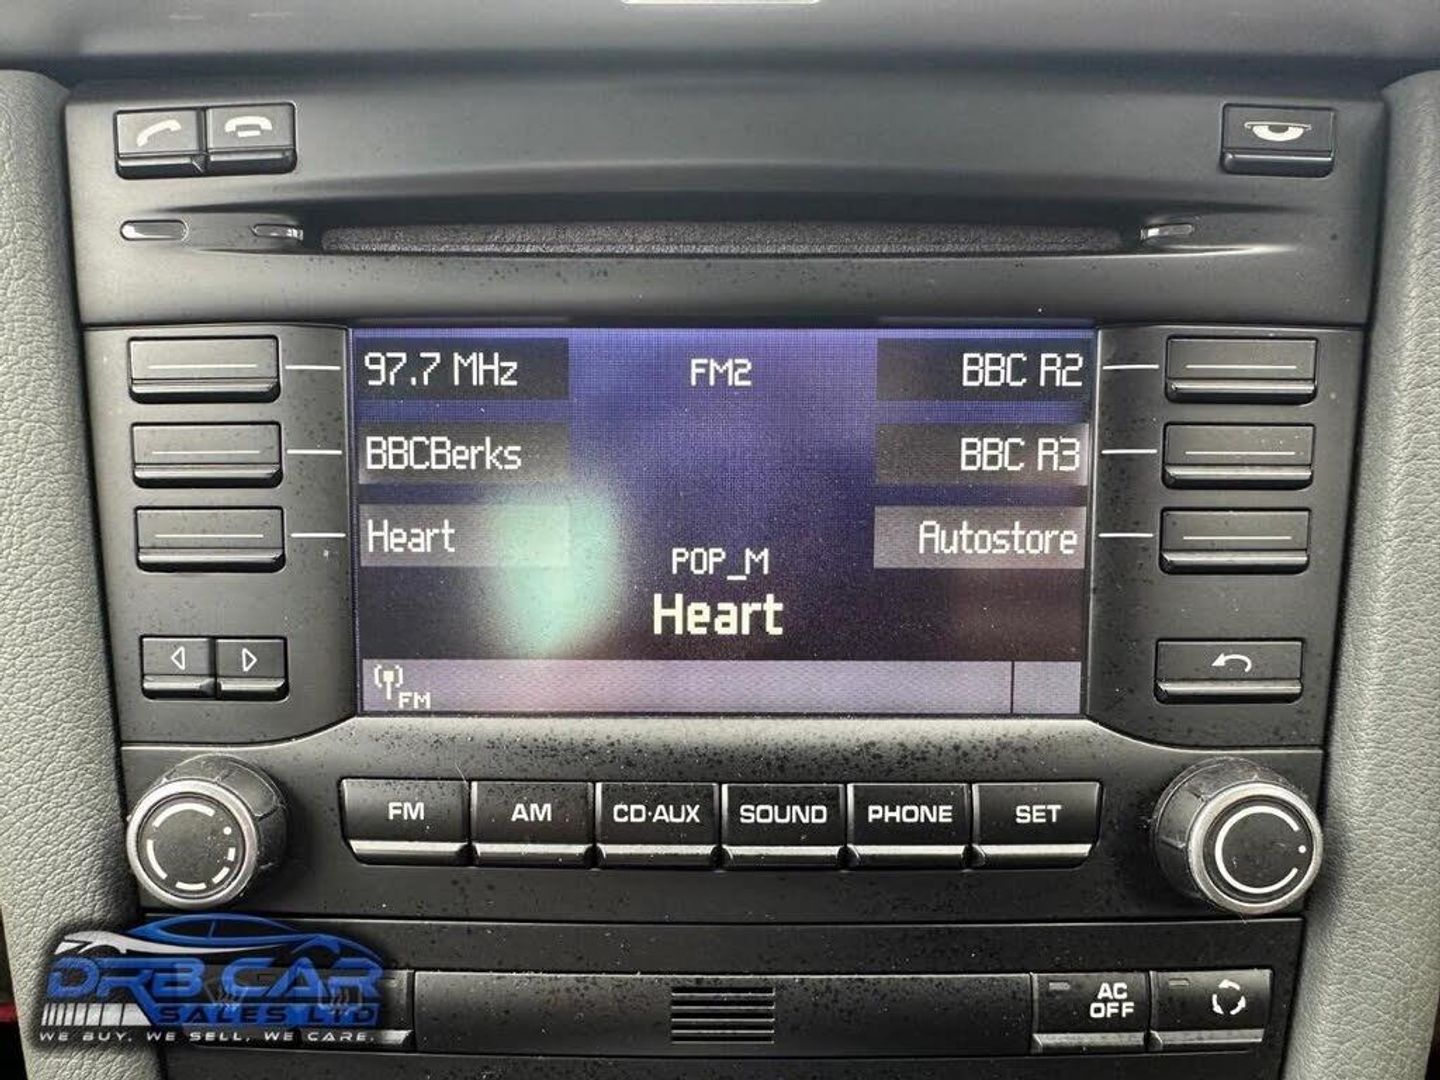 97.7 MHz FM2 BBC R2
BBCBerks BBC R3
Heart Autostore
POP_M
Heart
FM
FM AM CD·AUX SOUND PHONE SET
AC
OFF
DRB CAR
SALES LTD
WE BUY, WE SELL, WE CARE.